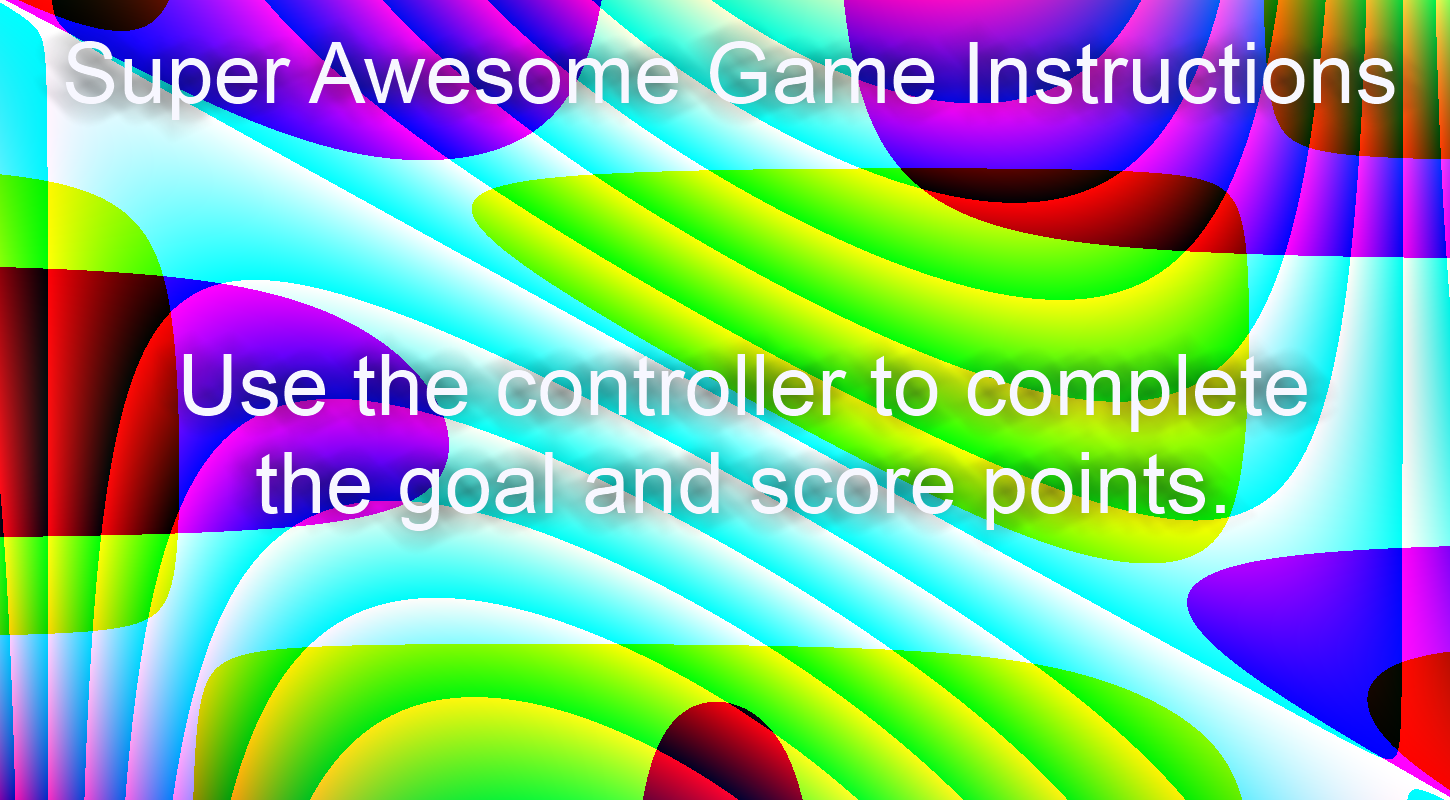 Super Awesome Game Instructions
Use the controller to complete
the goal and score points.